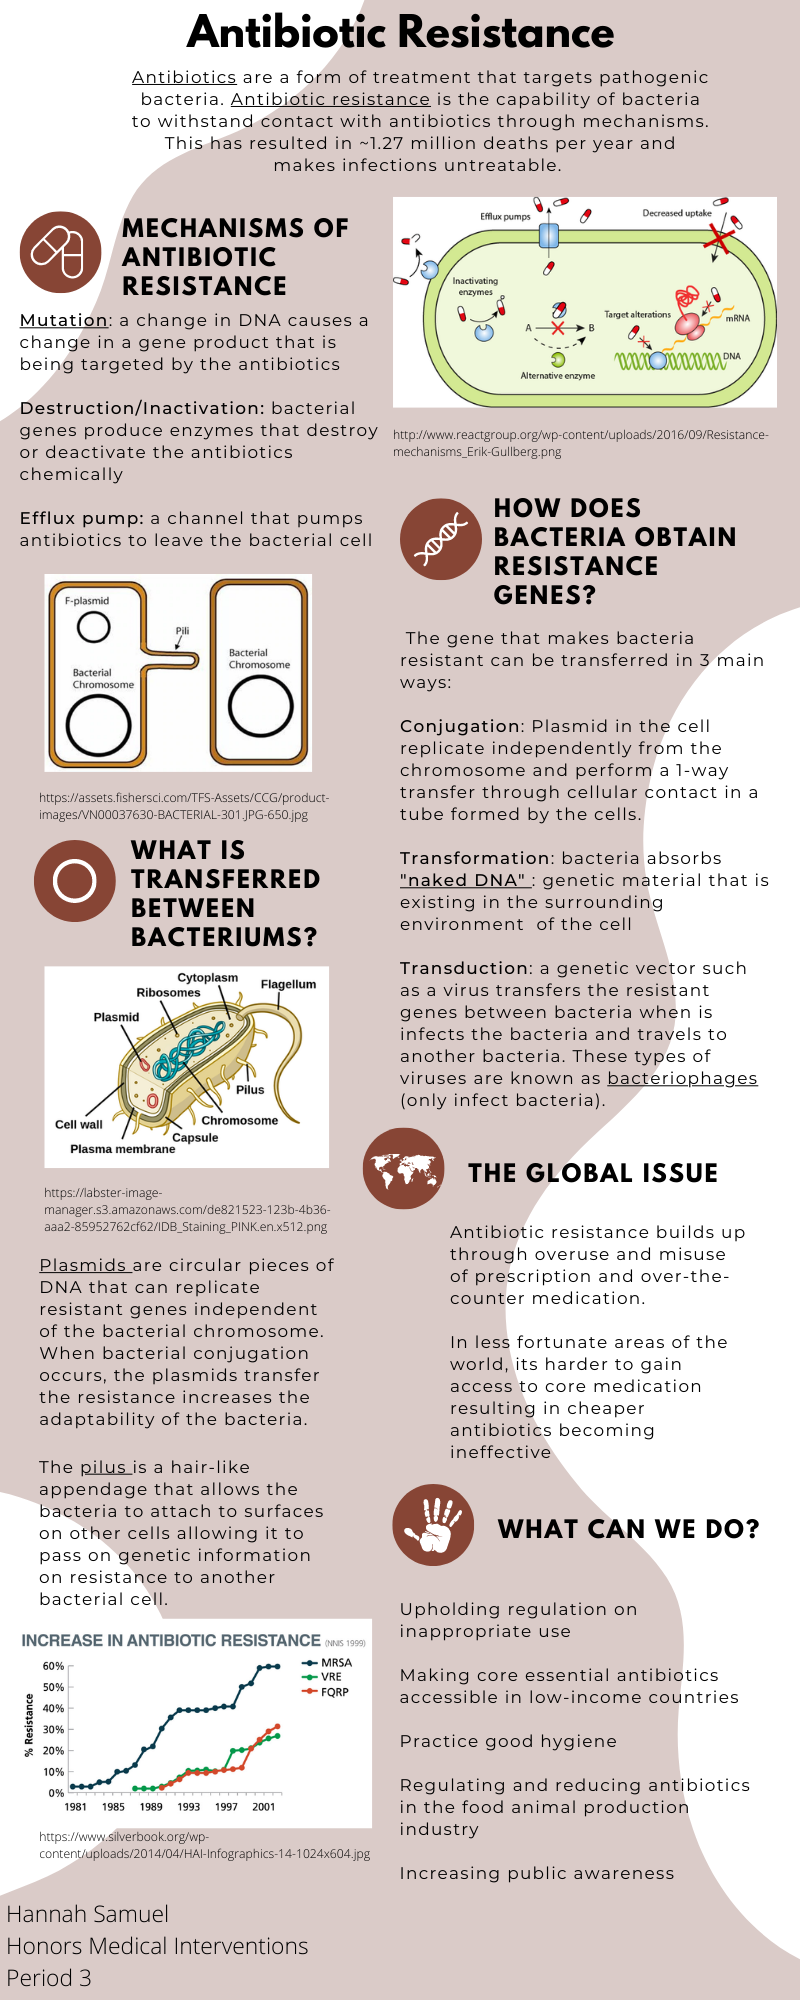 Antibiotic Resistance
Antibiotics are a form of treatment that targets pathogenic
bacteria. Antibiotic resistance is the capability of bacteria
to withstand contact with antibiotics through mechanisms.
This has resulted in ~1.27 million deaths per year and
makes infections untreatable.
MECHANISMS OF
ANTIBIOTIC
RESISTANCE
Mutation: a change in DNA causes a
change in a gene product that is
being targeted by the antibiotics
Destruction/Inactivation: bacterial
genes produce enzymes that destroy
or deactivate the antibiotics
chemically
Efflux pump: a channel that pumps
antibiotics to leave the bacterial cell
Efflux pumps
Decreased uptake
Inactivating
enzymes
Target alterations
mRNA
A
B
DNA
Alternative enzyme
http://www.reactgroup.org/wp-content/uploads/2016/09/Resistance-
mechanisms_Erik-Gullberg.png
F-plasmid
Pili
Bacterial
Chromosome
Bacterial
Chromosome
https://assets.fishersci.com/TFS-Assets/CCG/product-
images/VN00037630-BACTERIAL-301.JPG-650.jpg
HOW DOES
BACTERIA OBTAIN
RESISTANCE
GENES?
The gene that makes bacteria
resistant can be transferred in 3 main
ways:
Conjugation: Plasmid in the cell
replicate independently from the
chromosome and perform a 1-way
transfer through cellular contact in a
tube formed by the cells.
Transformation: bacteria absorbs
"naked DNA" : genetic material that is
existing in the surrounding
environment  of the cell
Transduction: a genetic vector such
as a virus transfers the resistant
genes between bacteria when is
infects the bacteria and travels to
another bacteria. These types of
viruses are known as bacteriophages
(only infect bacteria).
WHAT IS
TRANSFERRED
BETWEEN
BACTERIUMS?
Cytoplasm
Ribosomes
Flagellum
Plasmid
Pilus
Cell wall
Chromosome
Capsule
Plasma membrane
https://labster-image-
manager.s3.amazonaws.com/de821523-123b-4b36-
aaa2-85952762cf62/IDB_Staining_PINK.en.x512.png
Plasmids are circular pieces of
DNA that can replicate
resistant genes independent
of the bacterial chromosome.
When bacterial conjugation
occurs, the plasmids transfer
the resistance increases the
adaptability of the bacteria.
The pilus is a hair-like
appendage that allows the
bacteria to attach to surfaces
on other cells allowing it to
pass on genetic information
on resistance to another
bacterial cell.
THE GLOBAL ISSUE
Antibiotic resistance builds up
through overuse and misuse
of prescription and over-the-
counter medication.
In less fortunate areas of the
world, its harder to gain
access to core medication
resulting in cheaper
antibiotics becoming
ineffective
WHAT CAN WE DO?
Upholding regulation on
inappropriate use
Making core essential antibiotics
accessible in low-income countries
Practice good hygiene
Regulating and reducing antibiotics
in the food animal production
industry
Increasing public awareness
INCREASE IN ANTIBIOTIC RESISTANCE (NNIS 1999)
MRSA
VRE
FQRP
% Resistance
60%
50%
40%
30%
20%
10%
0%
1981 1985 1989 1993 1997 2001
https://www.silverbook.org/wp-
content/uploads/2014/04/HAI-Infographics-14-1024x604.jpg
Hannah Samuel
Honors Medical Interventions
Period 3